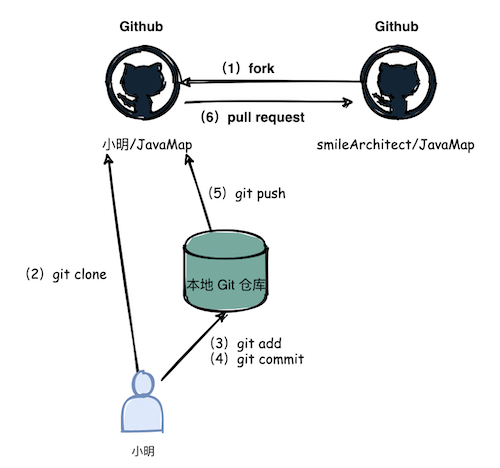 Github
Github
（1）fork
（6）pull request
小明/JavaMap
smileArchitect/JavaMap
（5）git push
（2）git clone
本地 Git 仓库
（3）git add
（4）git commit
小明